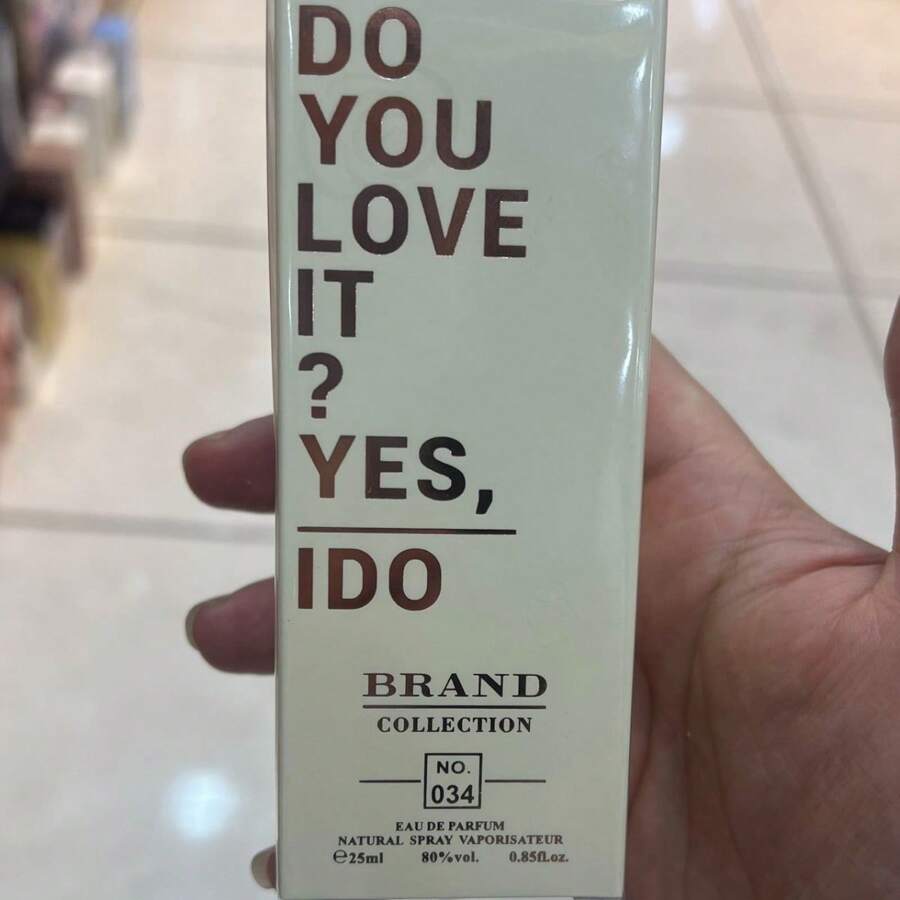 DO
YOU
LOVE
IT
?
YES,
IDO
BRAND
COLLECTION
NO.
034
EAU DE PARFUM
NATURAL SPRAY VAPORISATEUR
℮25ml 80%vol. 0.85fl.oz.